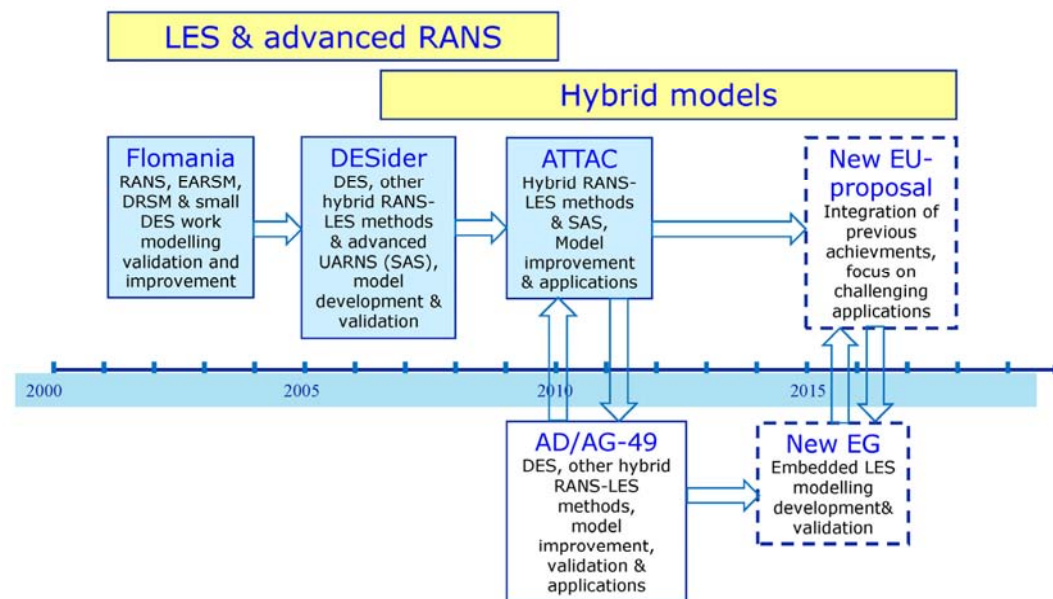 LES & advanced RANS
Hybrid models
Flomania
RANS, EARSM,
DRSM & small
DES work
modelling
validation and
improvement
DESider
DES, other
hybrid RANS-
LES methods
& advanced
UARNS (SAS),
model
development &
validation
ATTAC
Hybrid RANS-
LES methods
& SAS,
Model
improvement
& applications
New EU-
proposal
Integration of
previous
achievments,
focus on
challenging
applications
2000
2005
2010
2015
AD/AG-49
DES, other hybrid
RANS-LES
methods,
model
improvement,
validation &
applications
New EG
Embedded LES
modelling
development&
validation